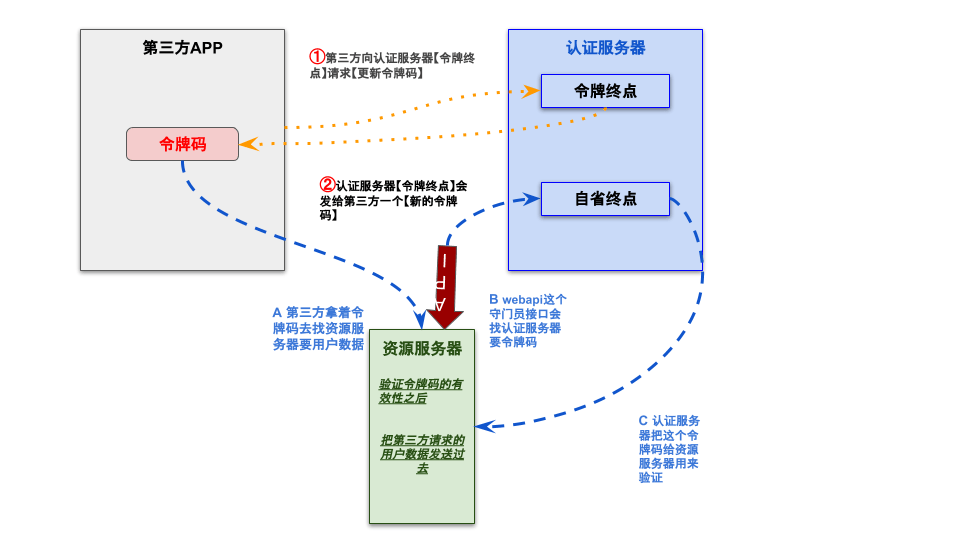 第三方APP
令牌码
①第三方向认证服务器【令牌终
点】请求【更新令牌码】
认证服务器
令牌终点
自省终点
②认证服务器【令牌终点】会
发给第三方一个【新的令牌
码】
API
A 第三方拿着令
牌码去找资源服
务器要用户数据
B webapi这个
守门员接口会
找认证服务器
要令牌码
资源服务器
验证令牌码的有
效性之后
把第三方请求的
用户数据发送过
去
C 认证服务
器把这个令
牌码给资源
服务器用来
验证